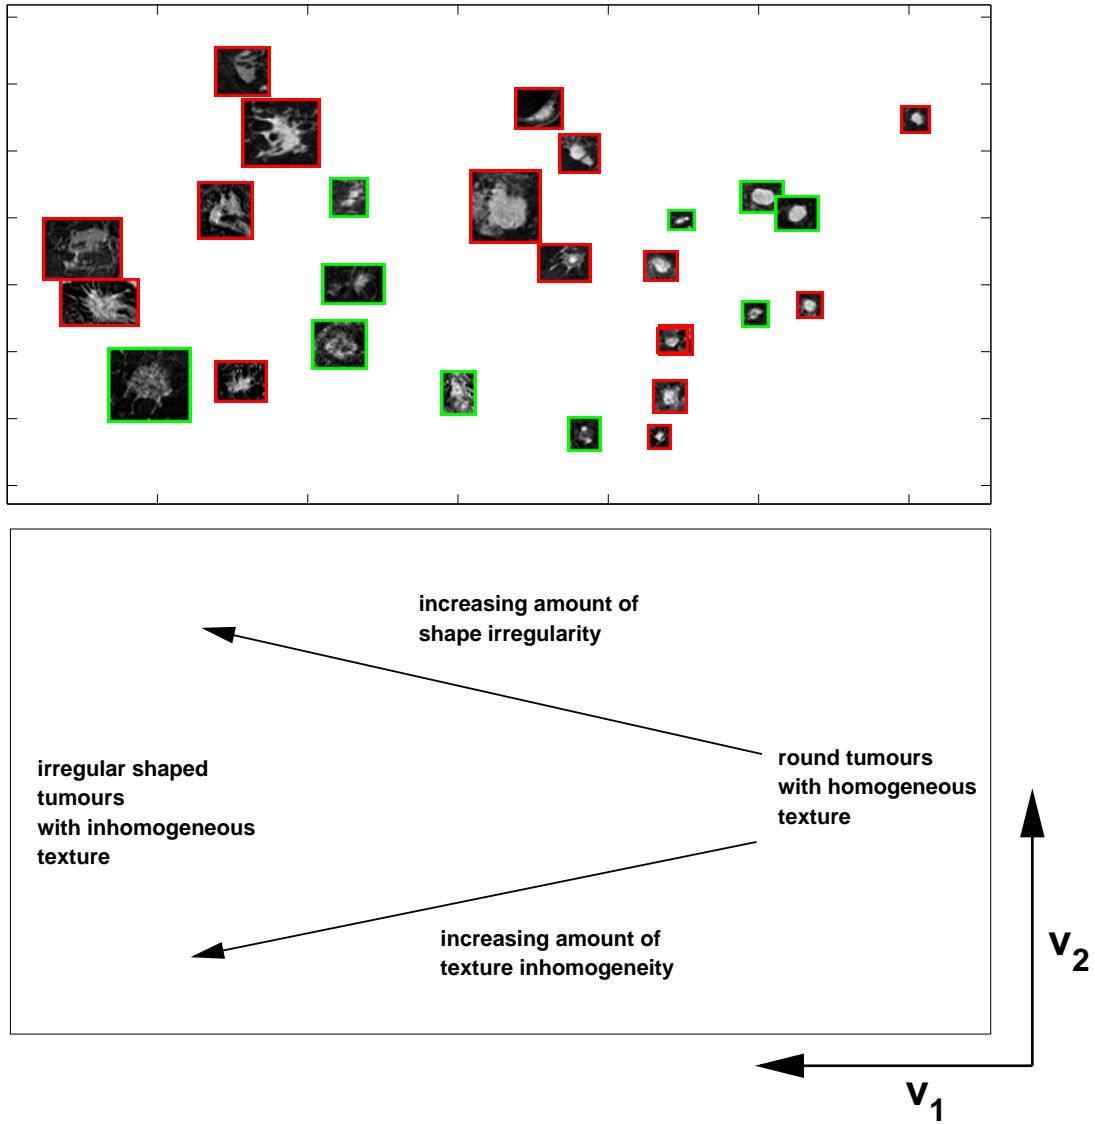 increasing amount of
shape irregularity
irregular shaped
tumours
with inhomogeneous
texture
round tumours
with homogeneous
texture
increasing amount of
texture inhomogeneity
v2
v1